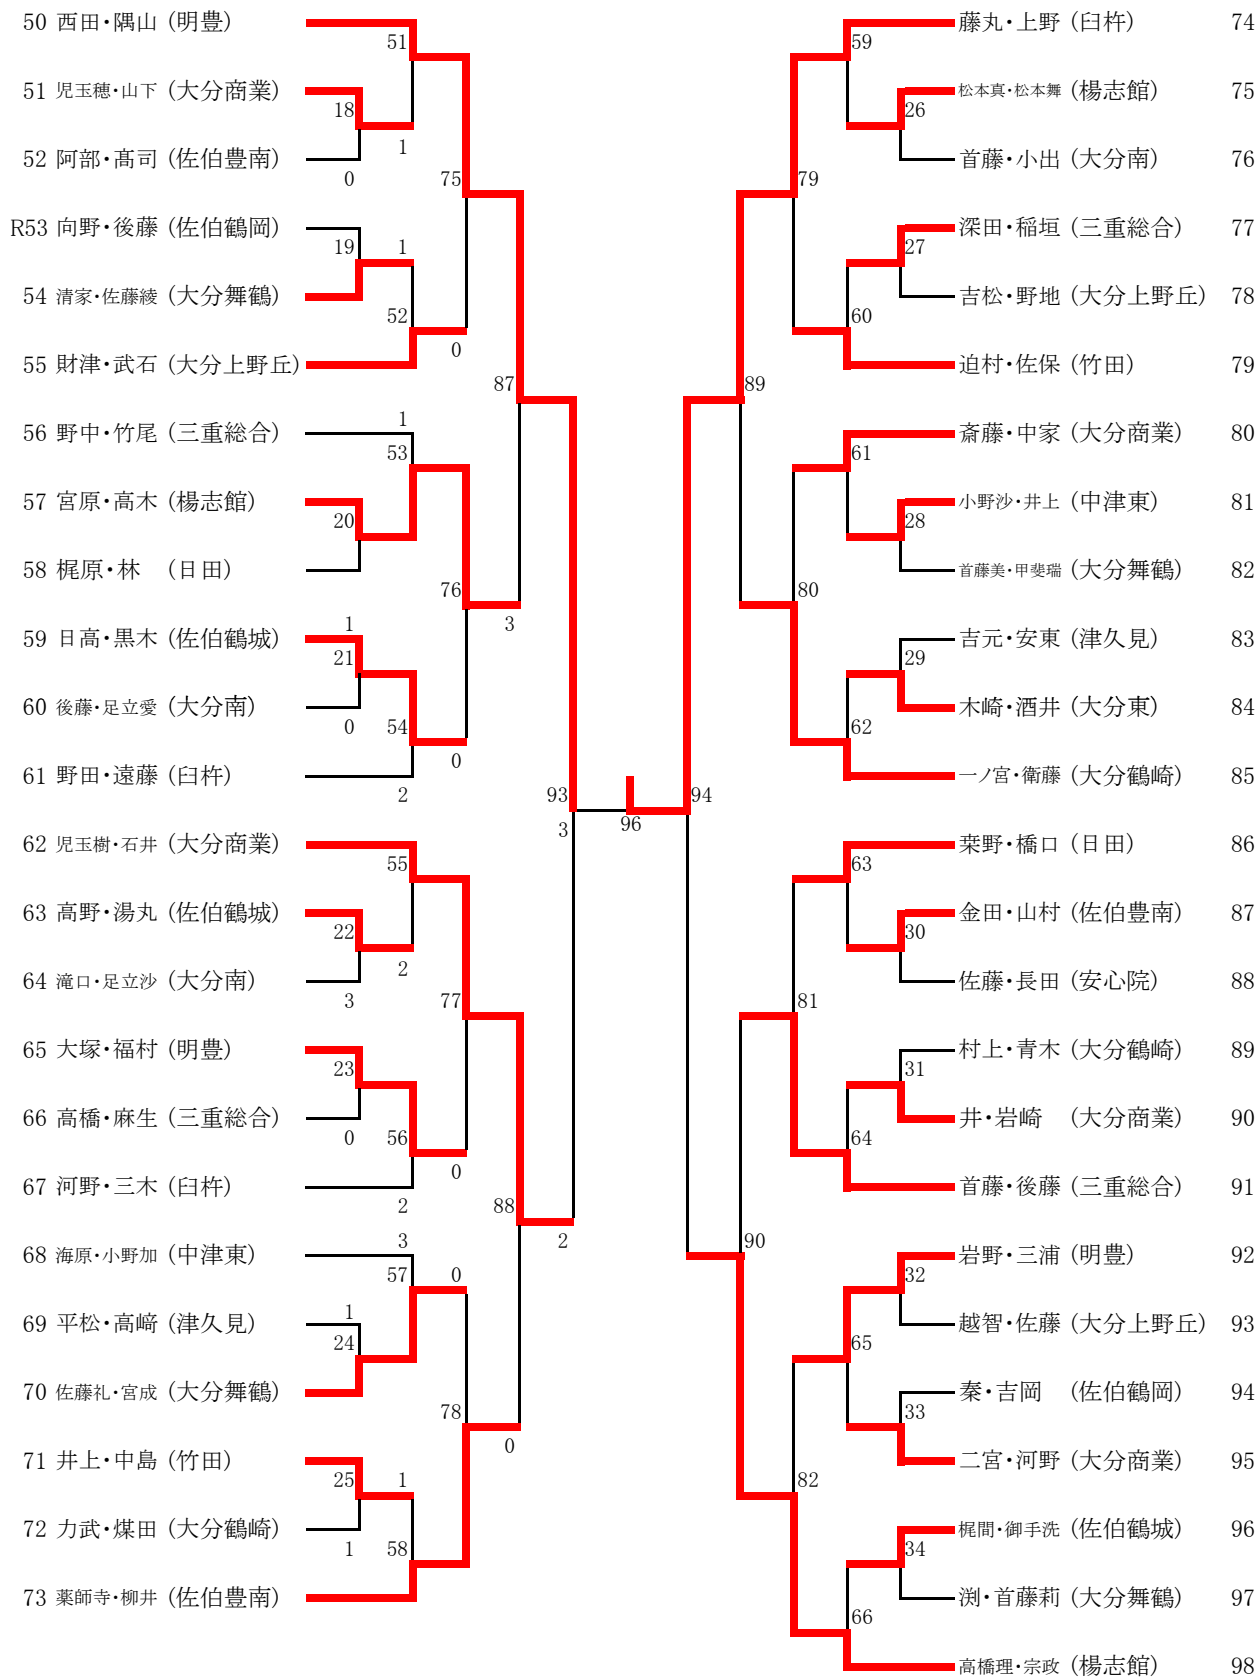 50 西田・隅山 (明豊)
51
51 児玉穂・山下 (大分商業)
18
1
52 阿部・髙司 (佐伯豊南)
0
75
R53 向野・後藤 (佐伯鶴岡)
19
1
54 清家・佐藤綾 (大分舞鶴)
52
0
55 財津・武石 (大分上野丘)
87
56 野中・竹尾 (三重総合)
1
53
57 宮原・高木 (楊志館)
20
58 梶原・林 (日田)
76
3
59 日高・黒木 (佐伯鶴城)
1
21
60 後藤・足立愛 (大分南)
0
54
0
61 野田・遠藤 (臼杵)
2
93
3
96
62 児玉樹・石井 (大分商業)
55
63 高野・湯丸 (佐伯鶴城)
22
2
64 滝口・足立沙 (大分南)
3
77
65 大塚・福村 (明豊)
23
66 高橋・麻生 (三重総合)
0
56
0
67 河野・三木 (臼杵)
2
88
2
68 海原・小野加 (中津東)
3
57
0
69 平松・高﨑 (津久見)
1
24
70 佐藤礼・宮成 (大分舞鶴)
78
0
71 井上・中島 (竹田)
25
1
72 力武・煤田 (大分鶴崎)
1
58
73 薬師寺・柳井 (佐伯豊南)
藤丸・上野 (臼杵) 74
59
松本真・松本舞 (楊志館) 75
26
首藤・小出 (大分南) 76
79
深田・稲垣 (三重総合) 77
27
吉松・野地 (大分上野丘) 78
60
迫村・佐保 (竹田) 79
89
斎藤・中家 (大分商業) 80
61
小野沙・井上 (中津東) 81
28
首藤美・甲斐瑞 (大分舞鶴) 82
80
吉元・安東 (津久見) 83
29
木崎・酒井 (大分東) 84
62
一ノ宮・衛藤 (大分鶴崎) 85
94
桒野・橋口 (日田) 86
63
金田・山村 (佐伯豊南) 87
30
佐藤・長田 (安心院) 88
81
村上・青木 (大分鶴崎) 89
31
井・岩崎 (大分商業) 90
64
首藤・後藤 (三重総合) 91
90
岩野・三浦 (明豊) 92
32
越智・佐藤 (大分上野丘) 93
65
秦・吉岡 (佐伯鶴岡) 94
33
二宮・河野 (大分商業) 95
82
梶間・御手洗 (佐伯鶴城) 96
34
渕・首藤莉 (大分舞鶴) 97
66
高橋理・宗政 (楊志館) 98